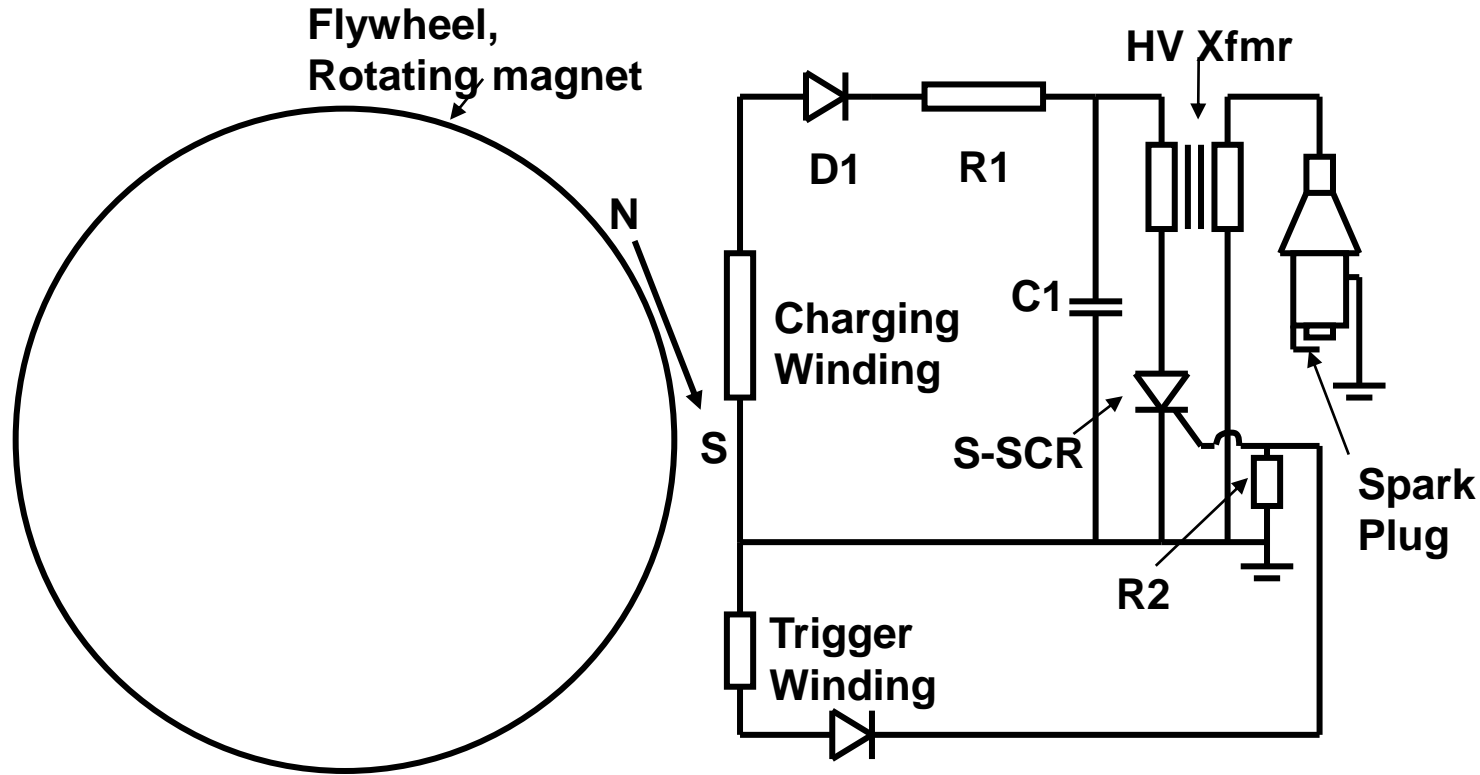 Flywheel,
Rotating magnet
HV Xfmr
D1
R1
N
C1
Charging
Winding
S
S-SCR
Spark
Plug
R2
Trigger
Winding